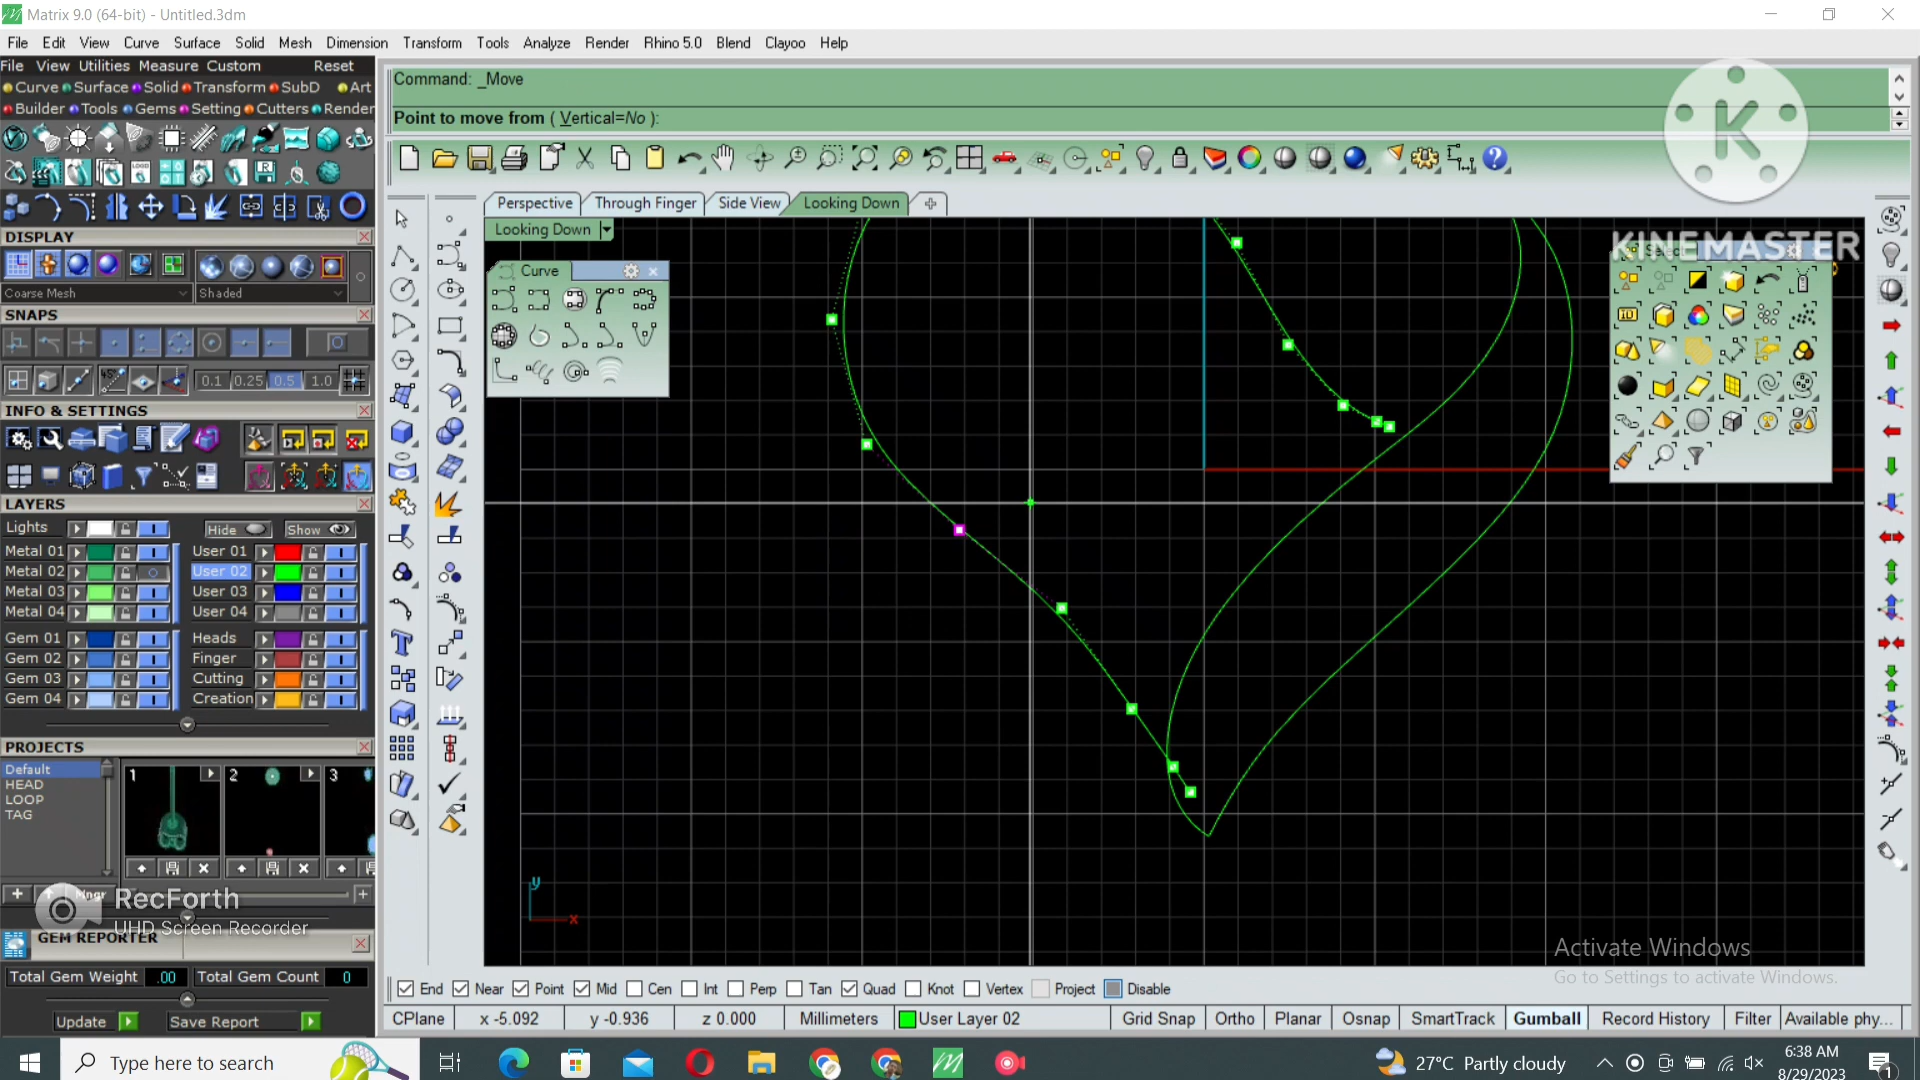 Matrix 9.0 (64-bit) - Untitled.3dm
File Edit View Curve Surface Solid Mesh Dimension Transform Tools Analyze Render Rhino 5.0 Blend Clayoo Help
File View Utilities Measure Custom Reset
Curve Surface Solid Transform SubD Art
Builder Tools Gems Setting Cutters Render
Command: _Move
Point to move from ( Vertical=No ):
K
KINEMASTER
Perspective Through Finger Side View Looking Down
Looking Down
Curve
DISPLAY
Coarse Mesh Shaded
SNAPS
0.1 0.25 0.5 1.0
INFO & SETTINGS
LAYERS
Lights Hide Show
Metal 01 User 01
Metal 02 User 02
Metal 03 User 03
Metal 04 User 04
Gem 01 Heads
Gem 02 Finger
Gem 03 Cutting
Gem 04 Creation
PROJECTS
Default
HEAD
LOOP
TAG
1 2 3
Mngr
RecForth
UHD Screen Recorder
GEM REPORTER
Total Gem Weight .00 Total Gem Count 0
Update Save Report
y
x
Activate Windows
Go to Settings to activate Windows.
End Near Point Mid Cen Int Perp Tan Quad Knot Vertex Project Disable
CPlane x -5.092 y -0.936 z 0.000 Millimeters User Layer 02 Grid Snap Ortho Planar Osnap SmartTrack Gumball Record History Filter Available phy...
Type here to search
27°C Partly cloudy
6:38 AM
8/29/2023
1